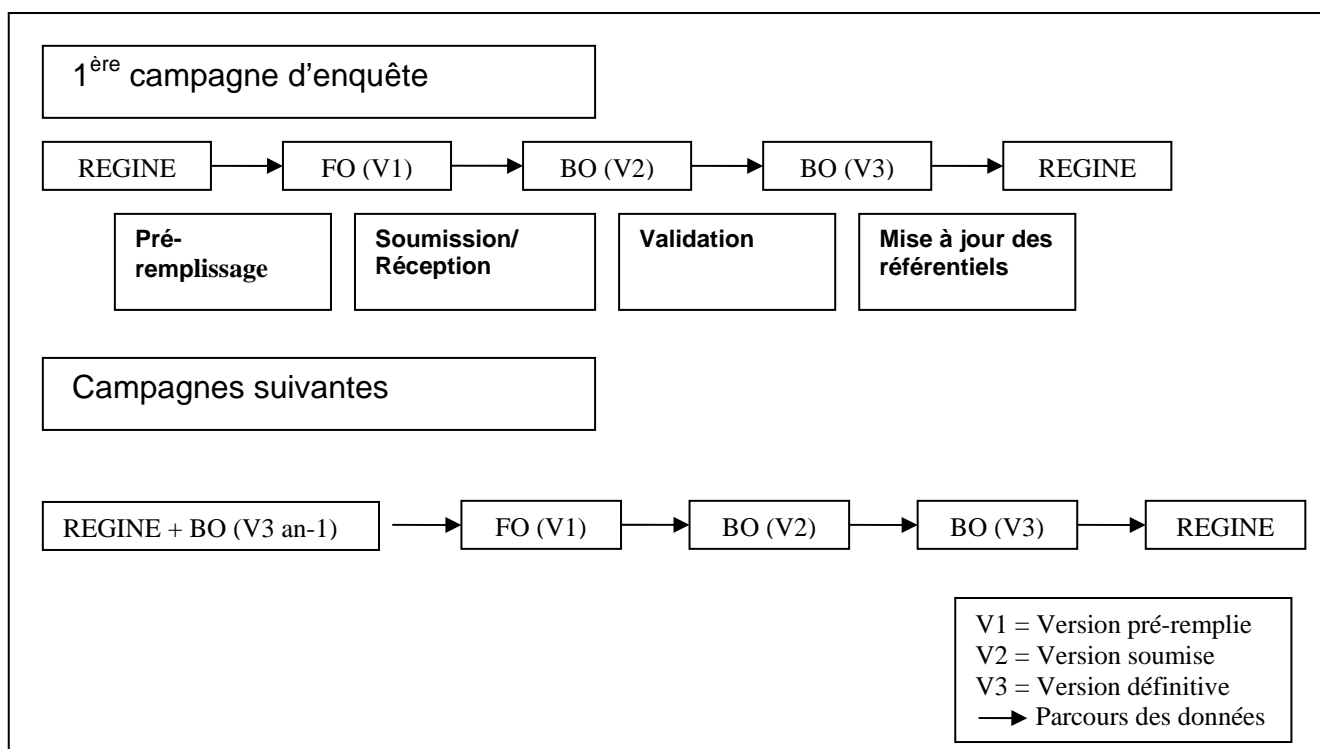 1ère campagne d'enquête
REGINE
FO (V1)
BO (V2)
BO (V3)
REGINE
Pré-
remplissage
Soumission/
Réception
Validation
Mise à jour des
référentiels
Campagnes suivantes
REGINE + BO (V3 an-1)
FO (V1)
BO (V2)
BO (V3)
REGINE
V1 = Version pré-remplie
V2 = Version soumise
V3 = Version définitive
Parcours des données